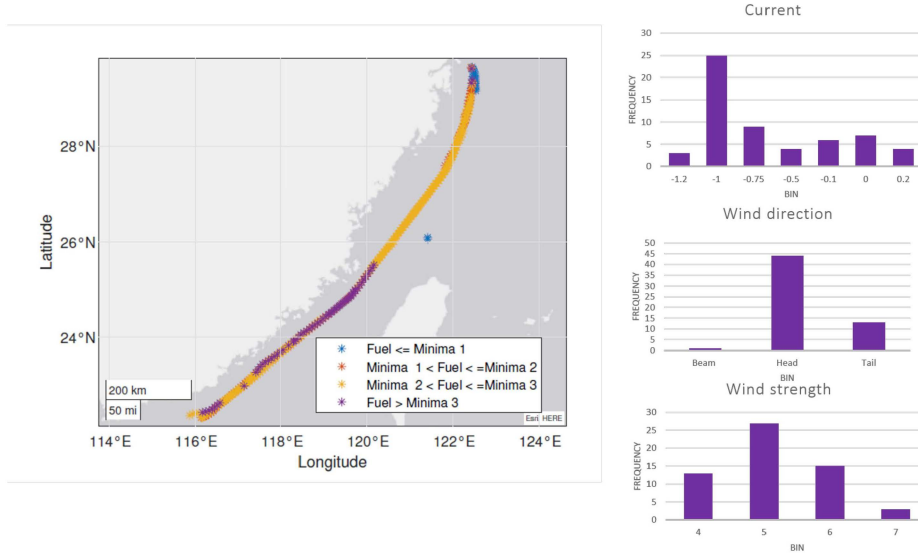 28°N
26°N
24°N
Latitude
Fuel <= Minima 1
Minima 1 < Fuel <=Minima 2
Minima 2 < Fuel <=Minima 3
Fuel > Minima 3
200 km
50 mi
Esri, HERE
114°E
116°E
118°E
120°E
122°E
124°E
Longitude
Current
30
25
20
15
10
5
0
FREQUENCY
-1.2
-1
-0.75
-0.5
-0.1
0
0.2
BIN
Wind direction
50
45
40
35
30
25
20
15
10
5
0
FREQUENCY
Beam
Head
Tail
BIN
Wind strength
30
25
20
15
10
5
0
FREQUENCY
4
5
6
7
BIN